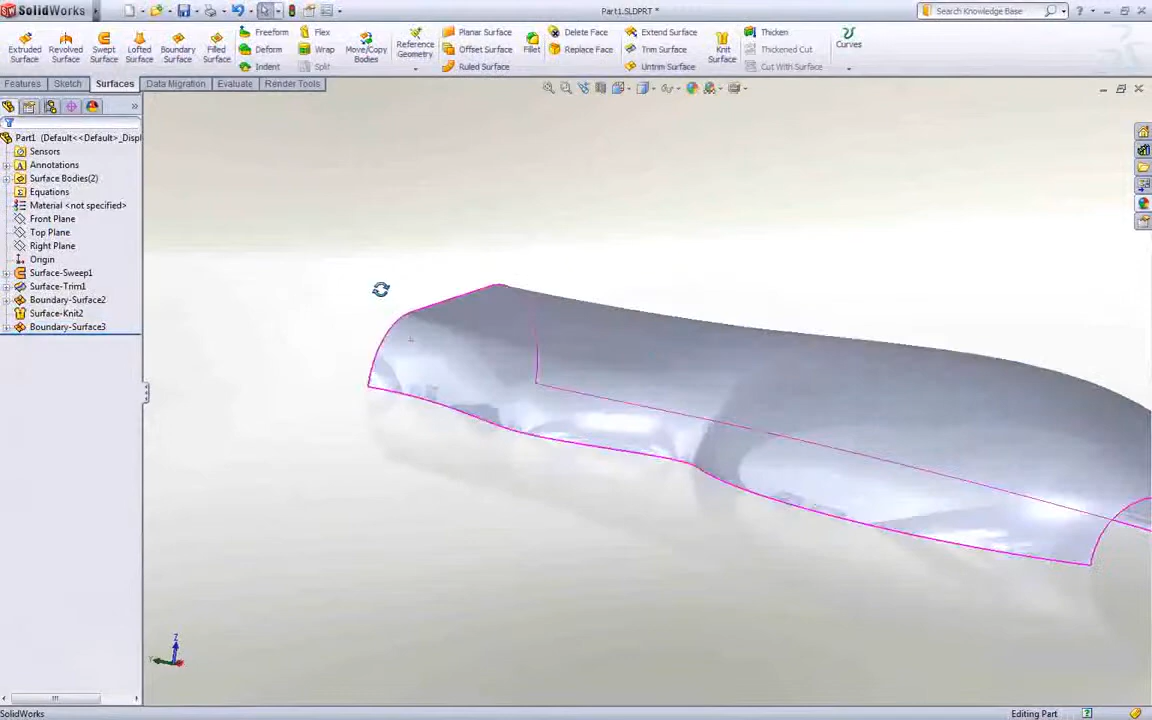 SolidWorks
Part1.SLDPRT *
Search Knowledge Base
Extruded Surface
Revolved Surface
Swept Surface
Lofted Surface
Boundary Surface
Filled Surface
Freeform
Deform
Indent
Flex
Wrap
Split
Move/Copy Bodies
Reference Geometry
Planar Surface
Offset Surface
Ruled Surface
Fillet
Delete Face
Replace Face
Extend Surface
Trim Surface
Untrim Surface
Knit Surface
Thicken
Thickened Cut
Cut With Surface
Curves
Features
Sketch
Surfaces
Data Migration
Evaluate
Render Tools
Part1 (Default<<Default>_Displ
Sensors
Annotations
Surface Bodies(2)
Equations
Material <not specified>
Front Plane
Top Plane
Right Plane
Origin
Surface-Sweep1
Surface-Trim1
Boundary-Surface2
Surface-Knit2
Boundary-Surface3
Z
Y
SolidWorks
Editing Part